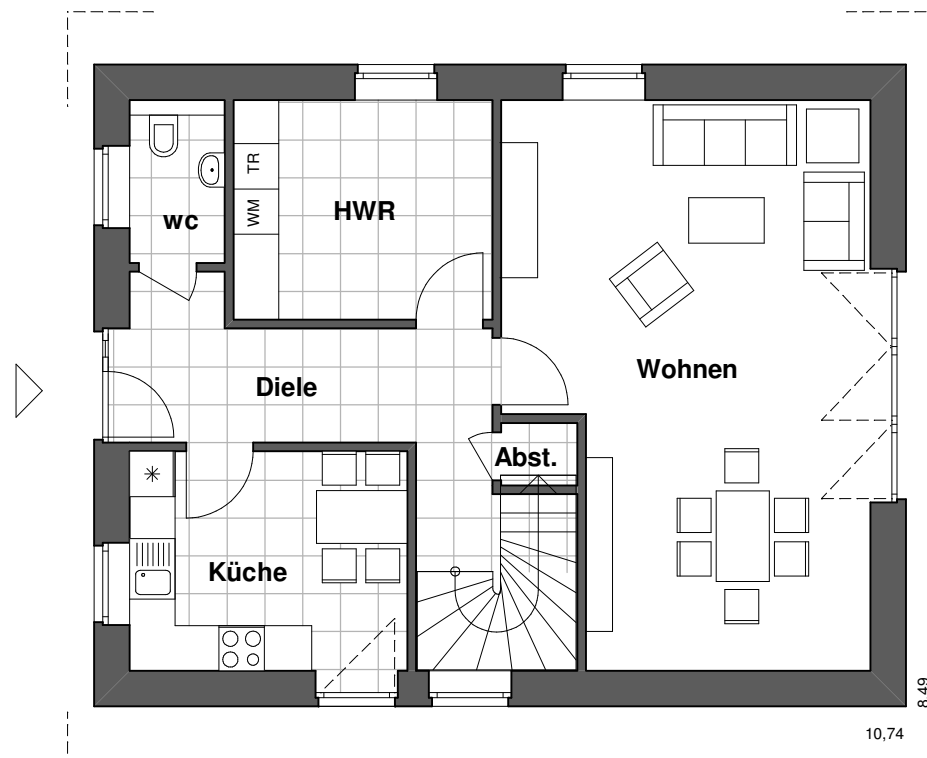 TR
WM
HWR
wc
Wohnen
Diele
Abst.
Küche
8,49
10,74